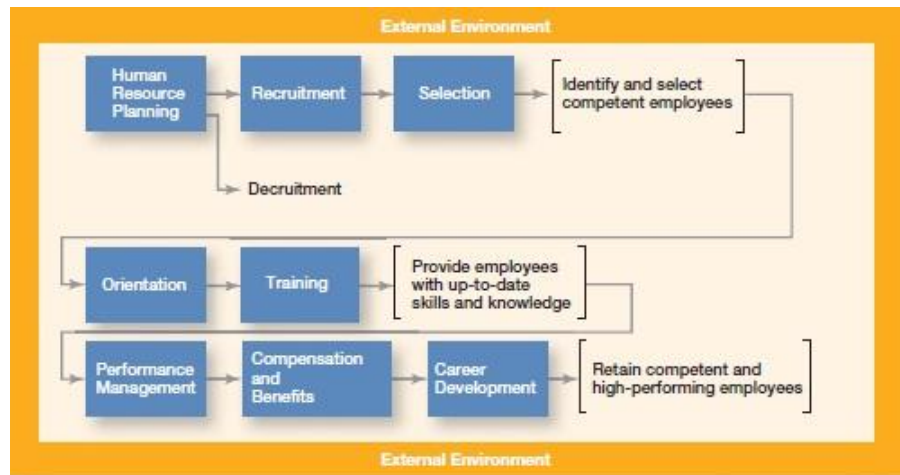 External Environment
Human
Resource
Planning
Recruitment
Selection
Identify and select
competent employees
Decruitment
Orientation
Training
Provide employees
with up-to-date
skills and knowledge
Performance
Management
Compensation
and
Benefits
Career
Development
Retain competent and
high-performing employees
External Environment